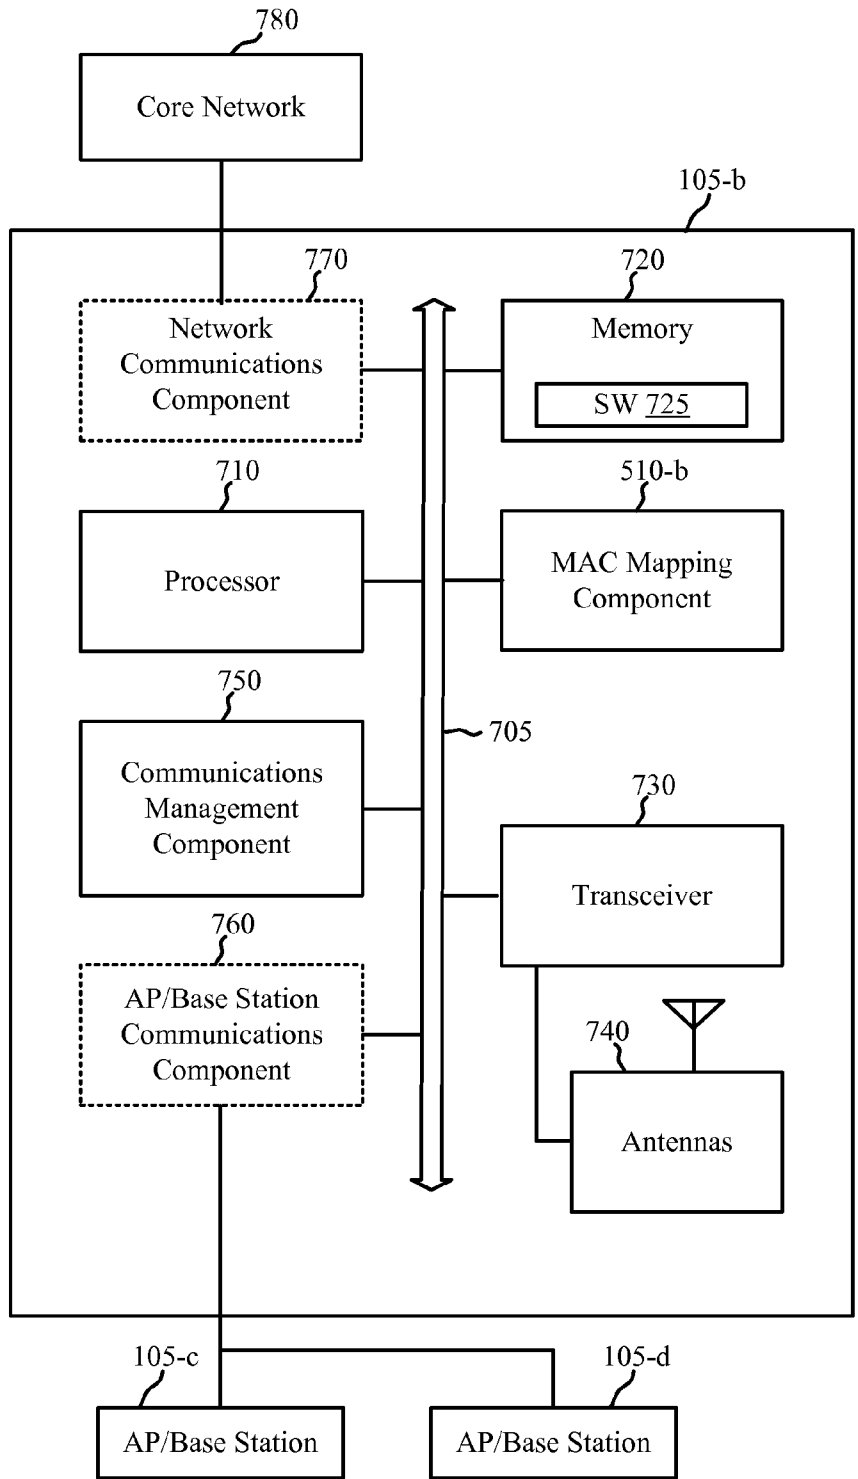 780
Core Network
105-b
770
720
Network
Communications
Component
Memory
SW 725
710
510-b
Processor
MAC Mapping
Component
750
705
Communications
Management
Component
730
Transceiver
760
AP/Base Station
Communications
Component
740
Antennas
105-c
105-d
AP/Base Station
AP/Base Station